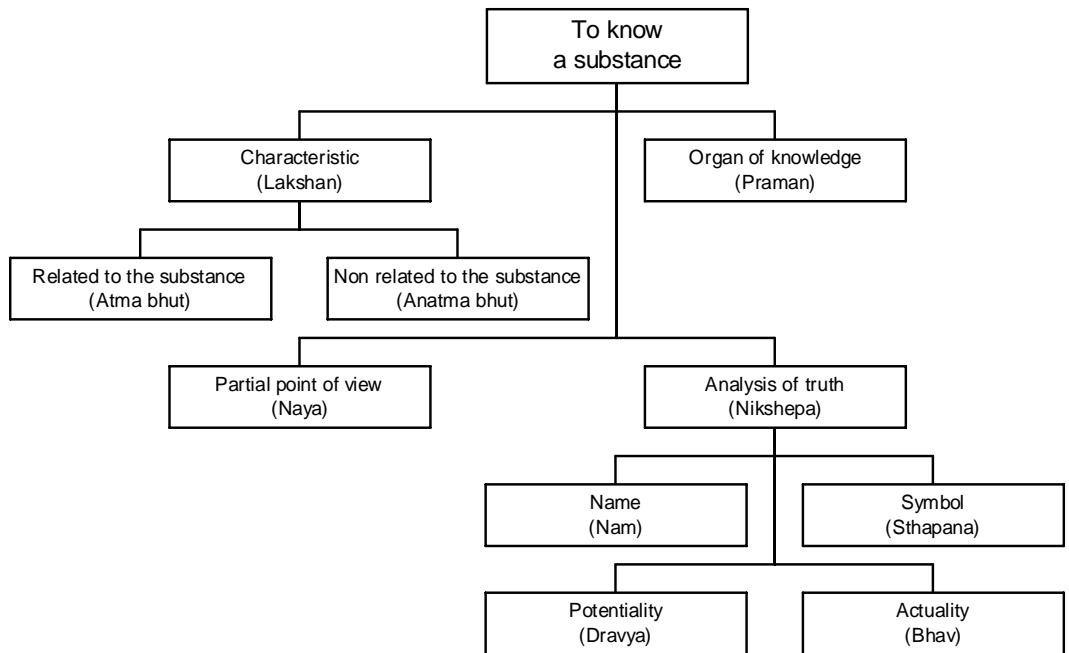 To know
a substance
Characteristic
(Lakshan)
Organ of knowledge
(Praman)
Related to the substance
(Atma bhut)
Non related to the substance
(Anatma bhut)
Partial point of view
(Naya)
Analysis of truth
(Nikshepa)
Name
(Nam)
Symbol
(Sthapana)
Potentiality
(Dravya)
Actuality
(Bhav)